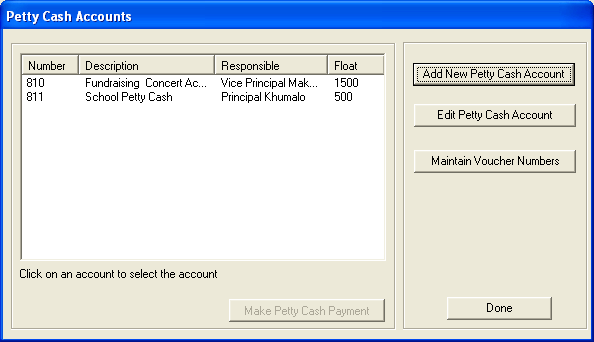 Petty Cash Accounts
Number Description Responsible Float
810 Fundraising Concert Ac... Vice Principal Mak... 1500
811 School Petty Cash Principal Khumalo 500
Click on an account to select the account
Make Petty Cash Payment
Add New Petty Cash Account
Edit Petty Cash Account
Maintain Voucher Numbers
Done